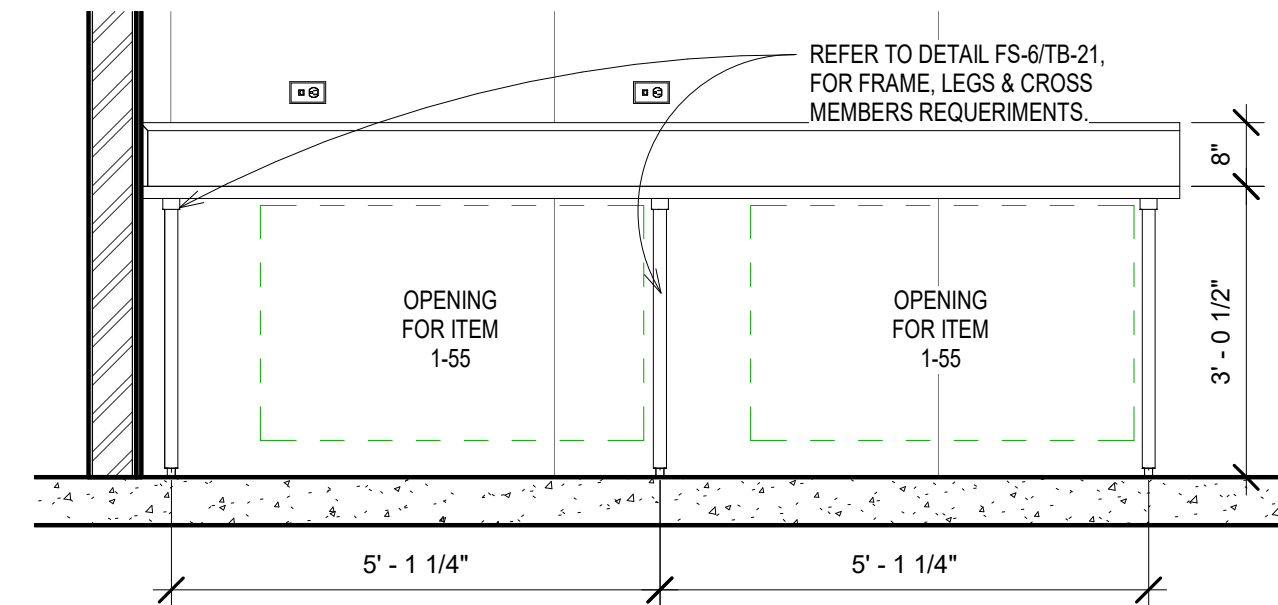 REFER TO DETAIL FS-6/TB-21,
FOR FRAME, LEGS & CROSS
MEMBERS REQUERIMENTS.
8"
3' - 0 1/2"
OPENING
FOR ITEM
1-55
OPENING
FOR ITEM
1-55
5' - 1 1/4"
5' - 1 1/4"